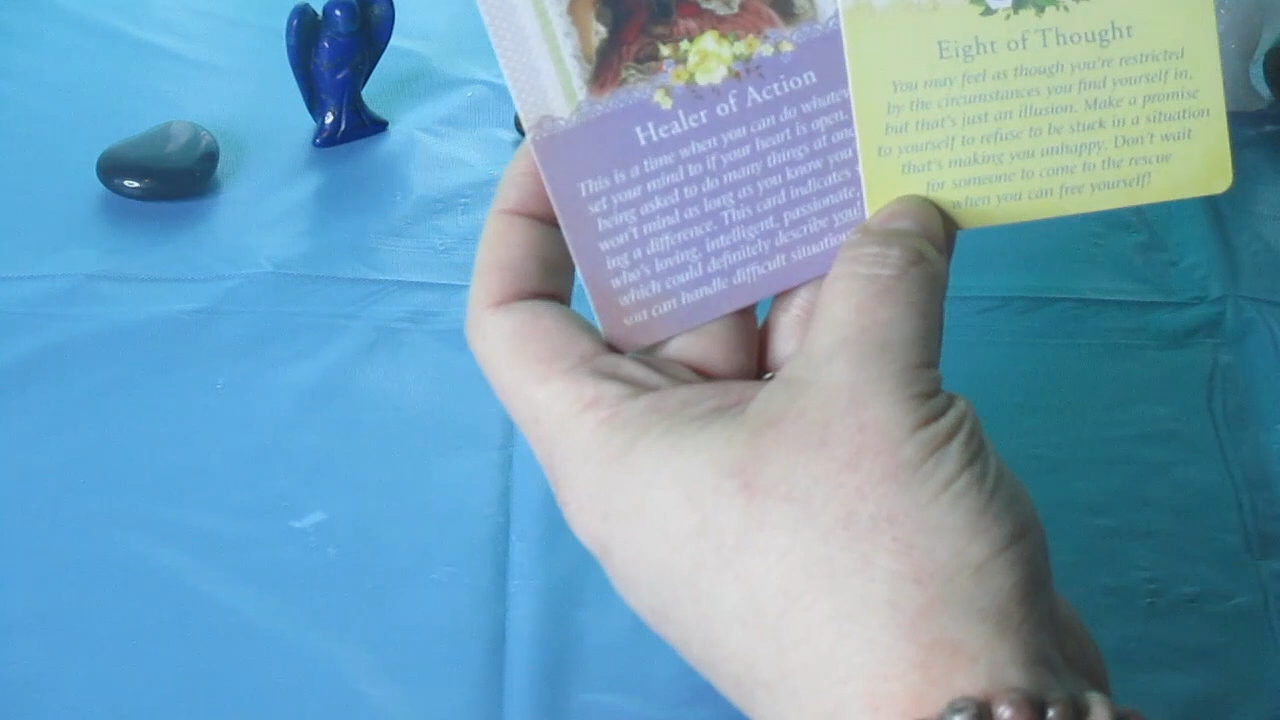 Healer of Action
This is a time when you can do
set your mind to if your heart is open.
being asked to do many things at
won't mind as long as you know you
ing a difference. This card indicates
who's loving, intelligent, passionate,
which could definitely describe you!
can handle difficult situations
Eight of Thought
You may feel as though you're restricted
by the circumstances you find yourself in,
but that's just an illusion. Make a promise
to yourself to refuse to be stuck in a situation
that's making you unhappy. Don't wait
for someone to come to the rescue
when you can free yourself!